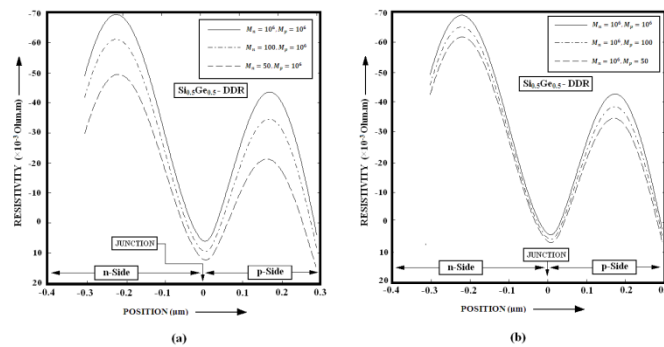 -70
-60
-50
-40
-30
-20
-10
0
10
20
RESISTIVITY (×10⁻³ Ohm.m)
Mₙ = 10⁶. Mₚ = 10⁶
Mₙ = 100. Mₚ = 10⁶
Mₙ = 50. Mₚ = 10⁶
Si₀.₅Ge₀.₅ - DDR
JUNCTION
n-Side
p-Side
-0.4 -0.3 -0.2 -0.1 0 0.1 0.2 0.3
POSITION (µm)
(a)
-70
-60
-50
-40
-30
-20
-10
0
10
20
RESISTIVITY (×10⁻³ Ohm.m)
Mₙ = 10⁶. Mₚ = 10⁶
Mₙ = 10⁶. Mₚ = 100
Mₙ = 10⁶. Mₚ = 50
Si₀.₅Ge₀.₅ - DDR
JUNCTION
n-Side
p-Side
-0.4 -0.3 -0.2 -0.1 0 0.1 0.2 0.3
POSITION (µm)
(b)